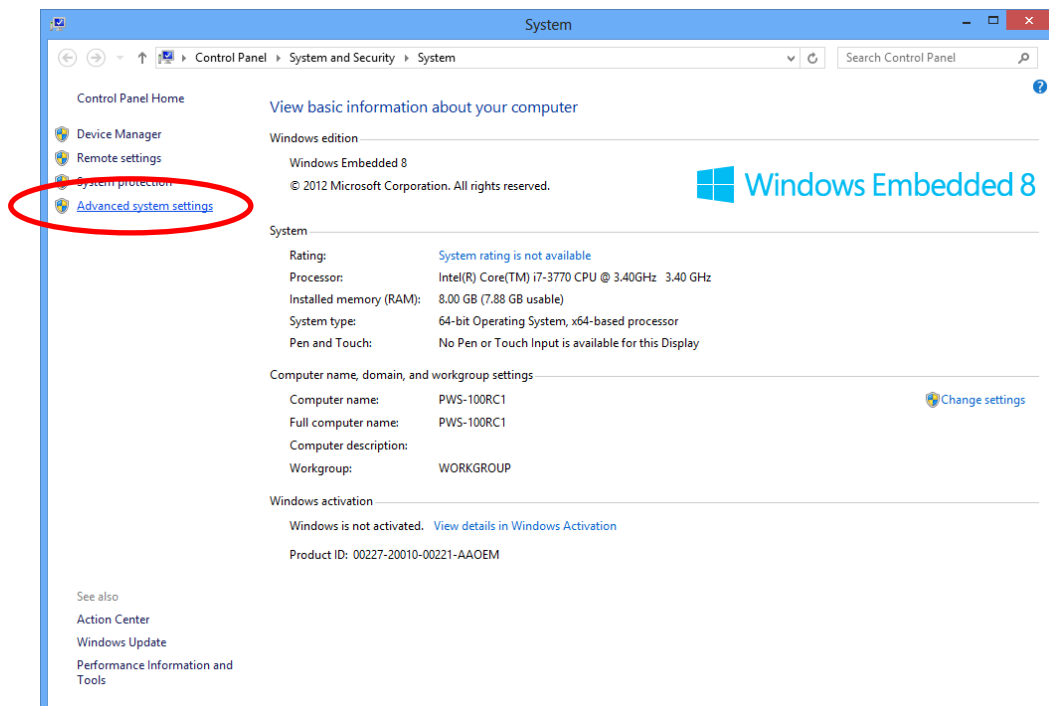 System
Control Panel System and Security System
Search Control Panel
Control Panel Home
Device Manager
Remote settings
System protection
Advanced system settings
View basic information about your computer
Windows edition
Windows Embedded 8
© 2012 Microsoft Corporation. All rights reserved.
Windows Embedded 8
System
Rating: System rating is not available
Processor: Intel(R) Core(TM) i7-3770 CPU @ 3.40GHz 3.40 GHz
Installed memory (RAM): 8.00 GB (7.88 GB usable)
System type: 64-bit Operating System, x64-based processor
Pen and Touch: No Pen or Touch Input is available for this Display
Computer name, domain, and workgroup settings
Computer name: PWS-100RC1 Change settings
Full computer name: PWS-100RC1
Computer description:
Workgroup: WORKGROUP
Windows activation
Windows is not activated. View details in Windows Activation
Product ID: 00227-20010-00221-AAOEM
See also
Action Center
Windows Update
Performance Information and
Tools